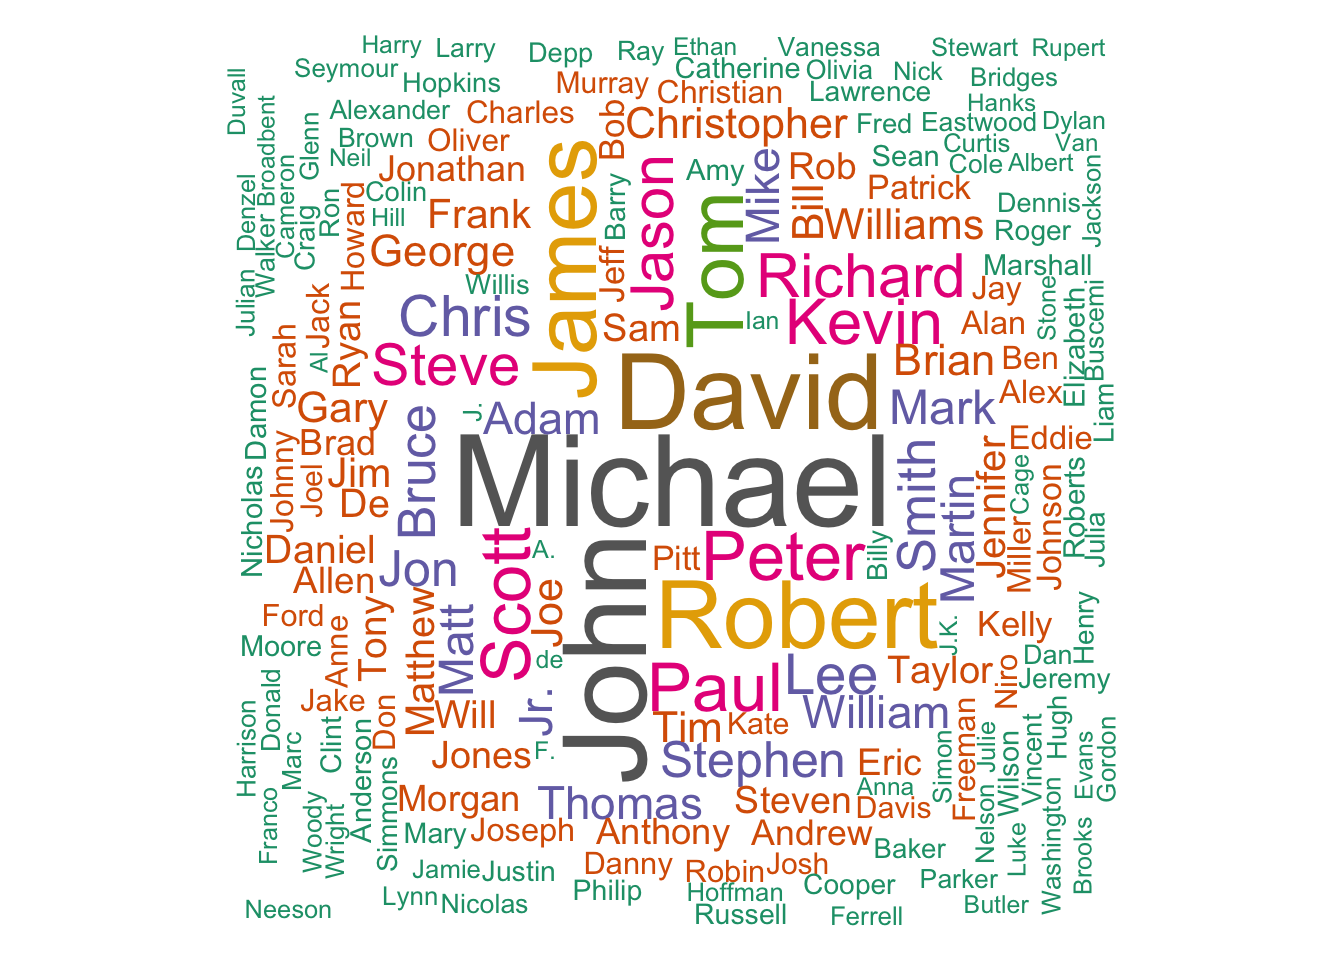 Harry
Larry
Depp
Ray
Ethan
Vanessa
Stewart
Rupert
Seymour
Hopkins
Murray
Catherine
Olivia
Nick
Bridges
Duvall
Alexander
Charles
Christian
Lawrence
Hanks
Broadbent
Glenn
Brown
Oliver
Bob
Christopher
Fred
Eastwood
Dylan
Neil
Jonathan
James
Jason
Amy
Mike
Rob
Sean
Curtis
Van
Cole
Albert
Denzel
Walker
Cameron
Craig
Ron
Howard
Colin
Hill
Frank
Barry
Tom
Bill
Patrick
Williams
Dennis
Roger
Jackson
George
Jeff
Richard
Marshall
Julian
Willis
Jay
Stone
Elizabeth
Buscemi
Sarah
Jack
Al
Ryan
Chris
Sam
Ian
Kevin
Alan
Steve
David
Brian
Ben
Alex
Liam
Damon
Gary
Bruce
J.
Adam
Mark
Eddie
Nicholas
Johnny
Joel
Brad
Jim
De
Michael
Smith
Martin
Jennifer
Cage
Miller
Johnson
Roberts
Julia
Daniel
Allen
Jon
Scott
A.
Pitt
Peter
Billy
Ford
Moore
Anne
Tony
Matthew
Matt
Joe
de
John
Robert
J.K.
Kelly
Dan
Henry
Jeremy
Niro
Jake
Don
Will
Jr.
Paul
Lee
Taylor
William
Tim
Kate
Harrison
Donald
Marc
Clint
Anderson
Jones
F.
Stephen
Eric
Simon
Freeman
Julie
Wilson
Vincent
Hugh
Evans
Gordon
Franco
Woody
Wright
Simmons
Morgan
Thomas
Steven
Anna
Davis
Nelson
Luke
Washington
Brooks
Mary
Joseph
Anthony
Andrew
Baker
Jamie
Justin
Danny
Robin
Josh
Parker
Lynn
Nicolas
Philip
Hoffman
Cooper
Butler
Neeson
Russell
Ferrell